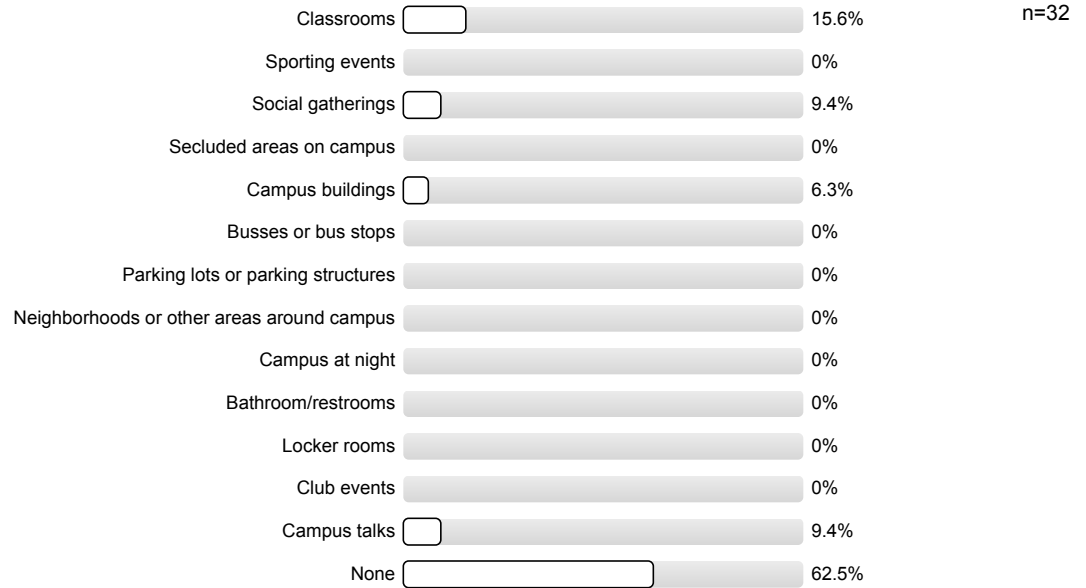 Classrooms 15.6% n=32
Sporting events 0%
Social gatherings 9.4%
Secluded areas on campus 0%
Campus buildings 6.3%
Busses or bus stops 0%
Parking lots or parking structures 0%
Neighborhoods or other areas around campus 0%
Campus at night 0%
Bathroom/restrooms 0%
Locker rooms 0%
Club events 0%
Campus talks 9.4%
None 62.5%